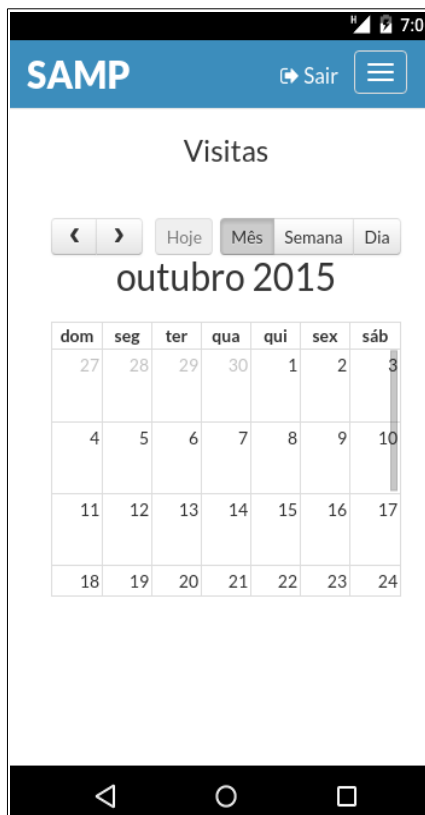 H 7:0
SAMP Sair
Visitas
Hoje Mês Semana Dia
outubro 2015
dom seg ter qua qui sex sáb
27 28 29 30 1 2 3
4 5 6 7 8 9 10
11 12 13 14 15 16 17
18 19 20 21 22 23 24